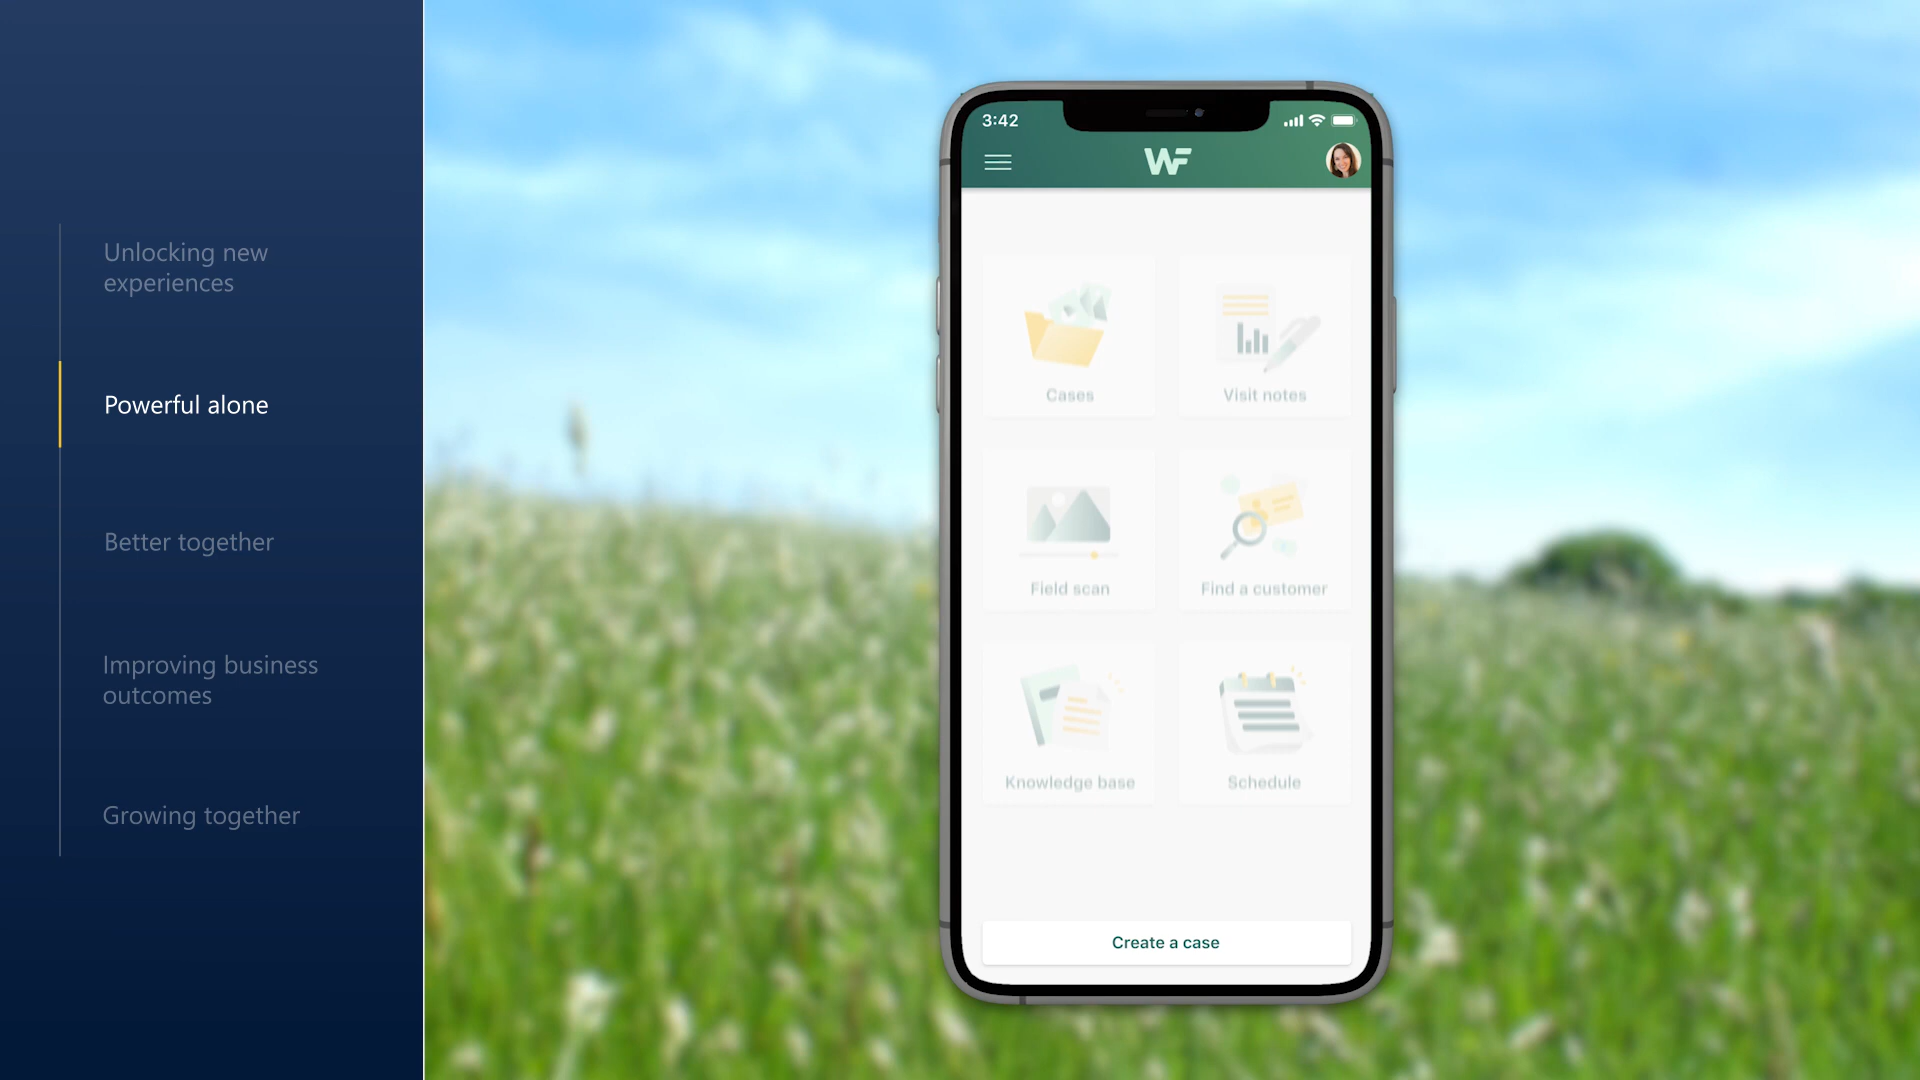 Unlocking new
experiences
Powerful alone
Better together
Improving business
outcomes
Growing together
3:42
WF
Cases
Visit notes
Field scan
Find a customer
Knowledge base
Schedule
Create a case